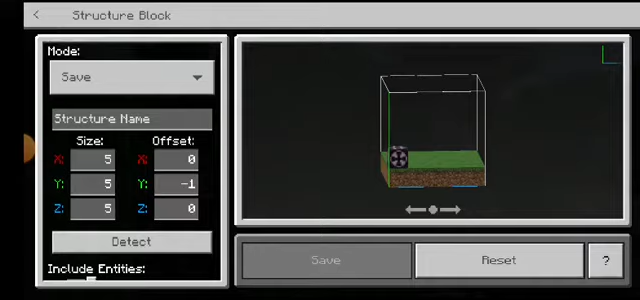 < Structure Block
Mode:
Save
Structure Name
Size: Offset:
X: 5 X: 0
Y: 5 Y: -1
Z: 5 Z: 0
Detect
Include Entities:
Save Reset ?